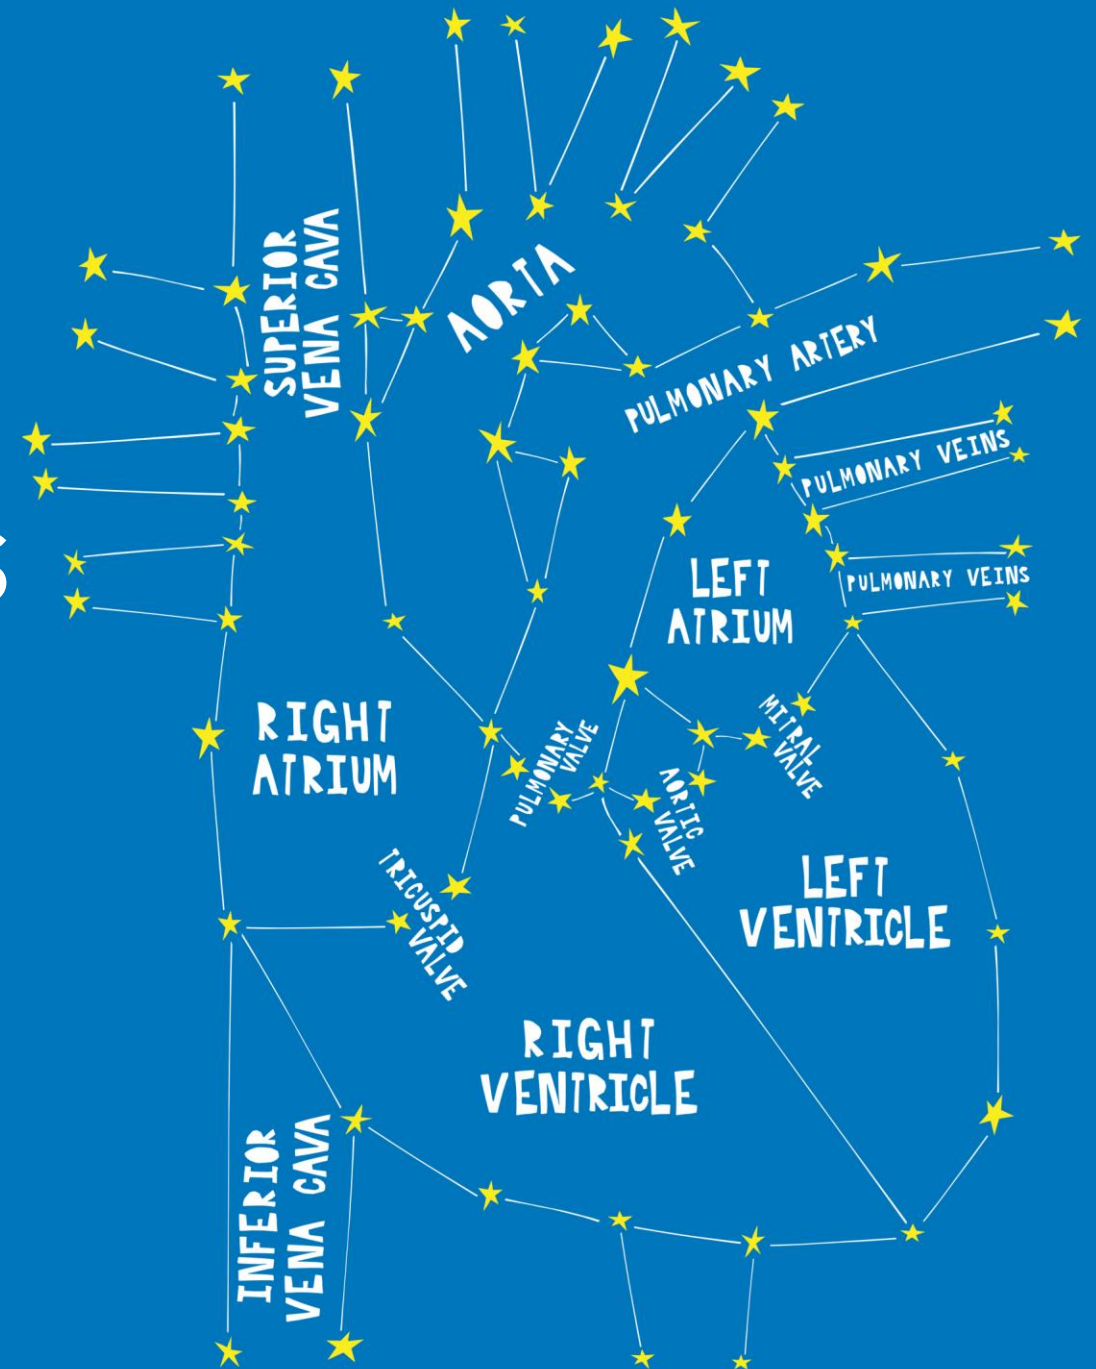 SUPERIOR
VENA CAVA
AORTA
PULMONARY ARTERY
PULMONARY VEINS
PULMONARY VEINS
LEFT
ATRIUM
RIGHT
ATRIUM
PULMONARY
VALVE
MITRAL
VALVE
AORTIC
VALVE
TRICUSPID
VALVE
LEFT
VENTRICLE
RIGHT
VENTRICLE
INFERIOR
VENA CAVA